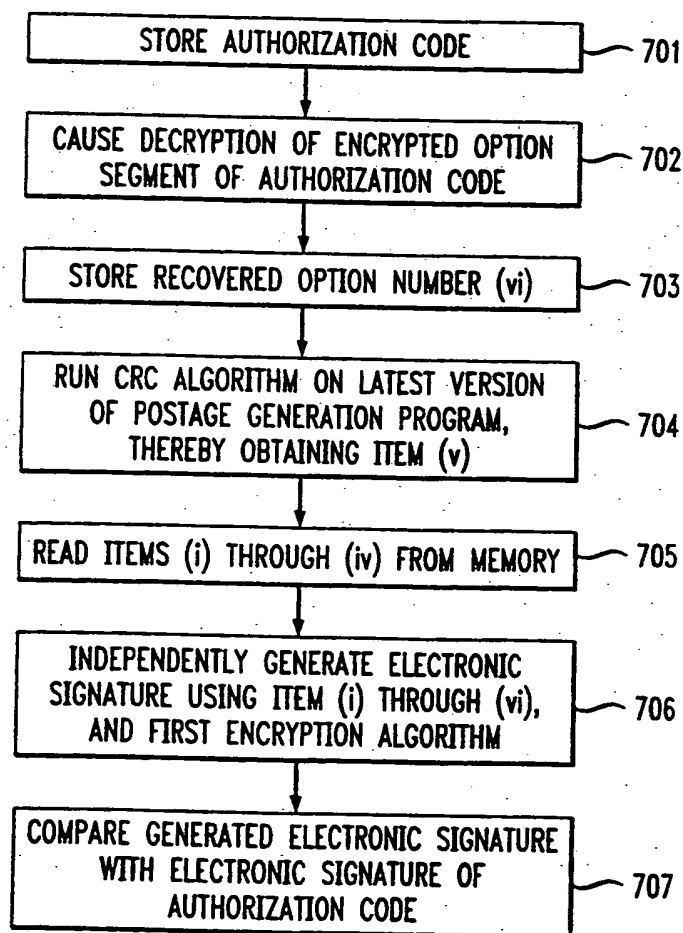 STORE AUTHORIZATION CODE
701
CAUSE DECRYPTION OF ENCRYPTED OPTION
SEGMENT OF AUTHORIZATION CODE
702
STORE RECOVERED OPTION NUMBER (vi)
703
RUN CRC ALGORITHM ON LATEST VERSION
OF POSTAGE GENERATION PROGRAM,
THEREBY OBTAINING ITEM (v)
704
READ ITEMS (i) THROUGH (iv) FROM MEMORY
705
INDEPENDENTLY GENERATE ELECTRONIC
SIGNATURE USING ITEM (i) THROUGH (vi),
AND FIRST ENCRYPTION ALGORITHM
706
COMPARE GENERATED ELECTRONIC SIGNATURE
WITH ELECTRONIC SIGNATURE OF
AUTHORIZATION CODE
707